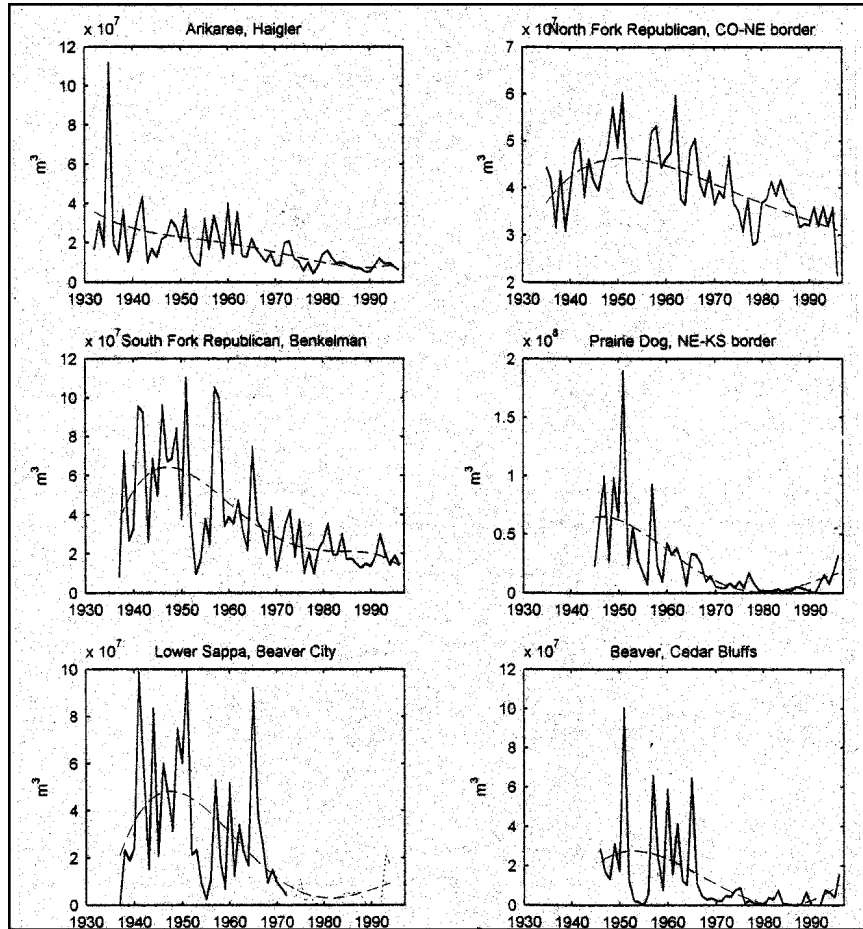 x 10^7 Arikaree, Haigler
12
10
8
6
4
2
0
m^3
1930 1940 1950 1960 1970 1980 1990
x 10^7 North Fork Republican, CO-NE border
7
6
5
4
3
2
m^3
1930 1940 1950 1960 1970 1980 1990
x 10^7 South Fork Republican, Benkelman
12
10
8
6
4
2
0
m^3
1930 1940 1950 1960 1970 1980 1990
x 10^8 Prairie Dog, NE-KS border
2
1.5
1
0.5
0
m^3
1930 1940 1950 1960 1970 1980 1990
x 10^7 Lower Sappa, Beaver City
10
8
6
4
2
0
m^3
1930 1940 1950 1960 1970 1980 1990
x 10^7 Beaver, Cedar Bluffs
12
10
8
6
4
2
0
m^3
1930 1940 1950 1960 1970 1980 1990